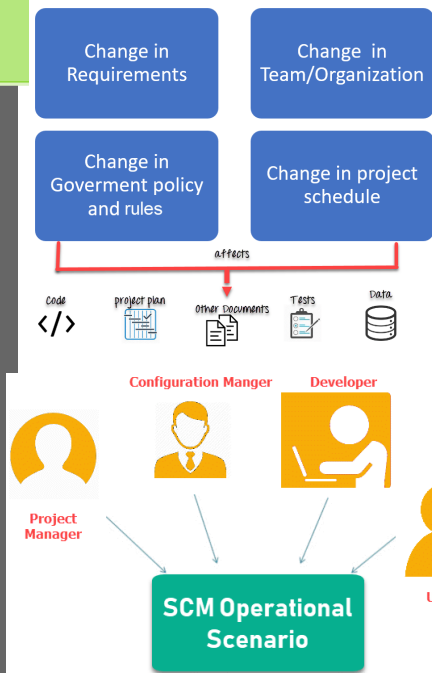 Change in
Requirements
Change in
Team/Organization
Change in
Goverment policy
and rules
Change in project
schedule
affects
Code
project plan
Other Documents
Tests
Data
Configuration Manger
Developer
Project
Manager
SCM Operational
Scenario